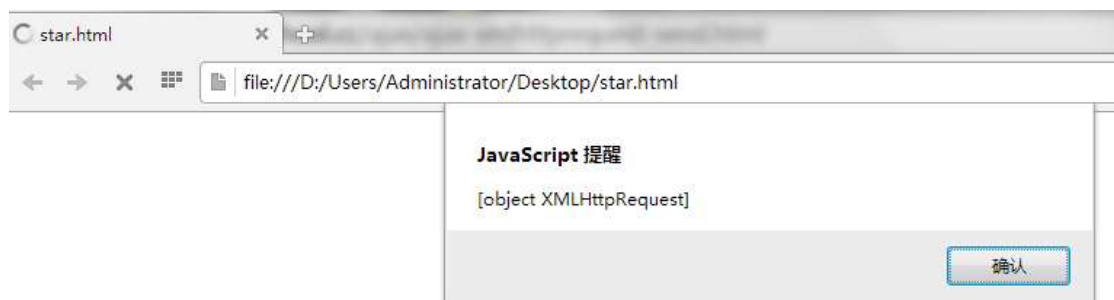 star.html
file:///D:/Users/Administrator/Desktop/star.html
JavaScript 提醒
[object XMLHttpRequest]
确认